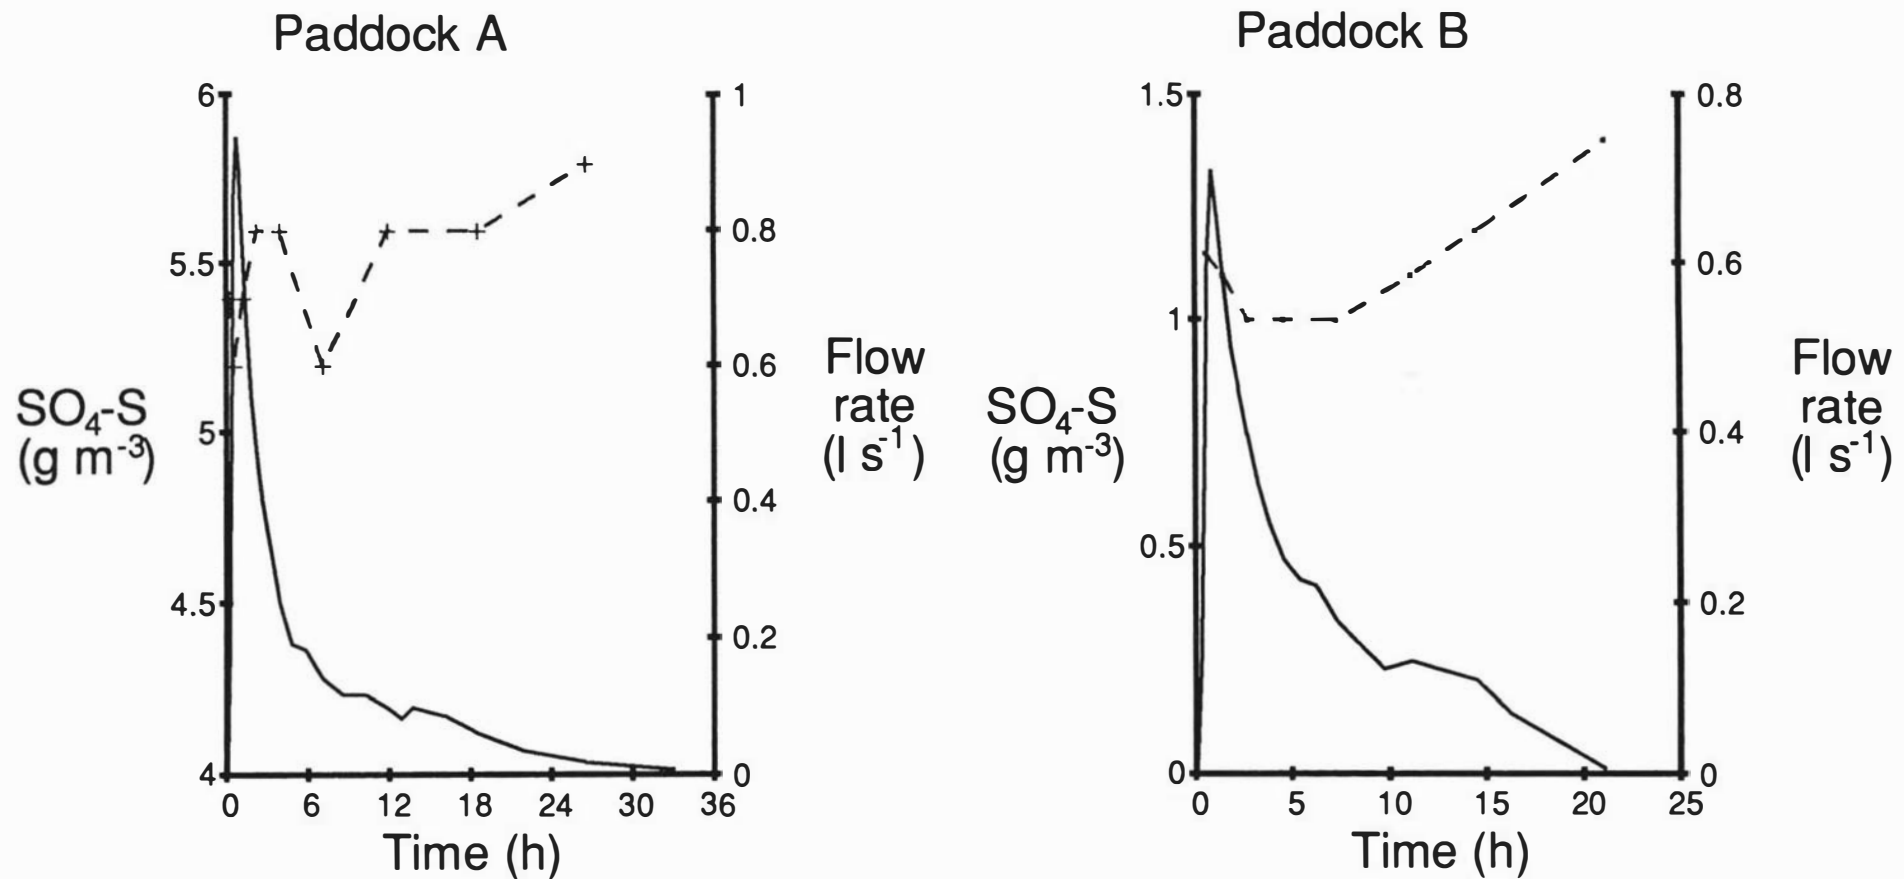 Paddock A
6
5.5
5
4.5
4
SO₄-S
(g m⁻³)
1
0.8
0.6
0.4
0.2
0
Flow
rate
(l s⁻¹)
0 6 12 18 24 30 36
Time (h)
Paddock B
1.5
1
0.5
0
SO₄-S
(g m⁻³)
0.8
0.6
0.4
0.2
0
Flow
rate
(l s⁻¹)
0 5 10 15 20 25
Time (h)